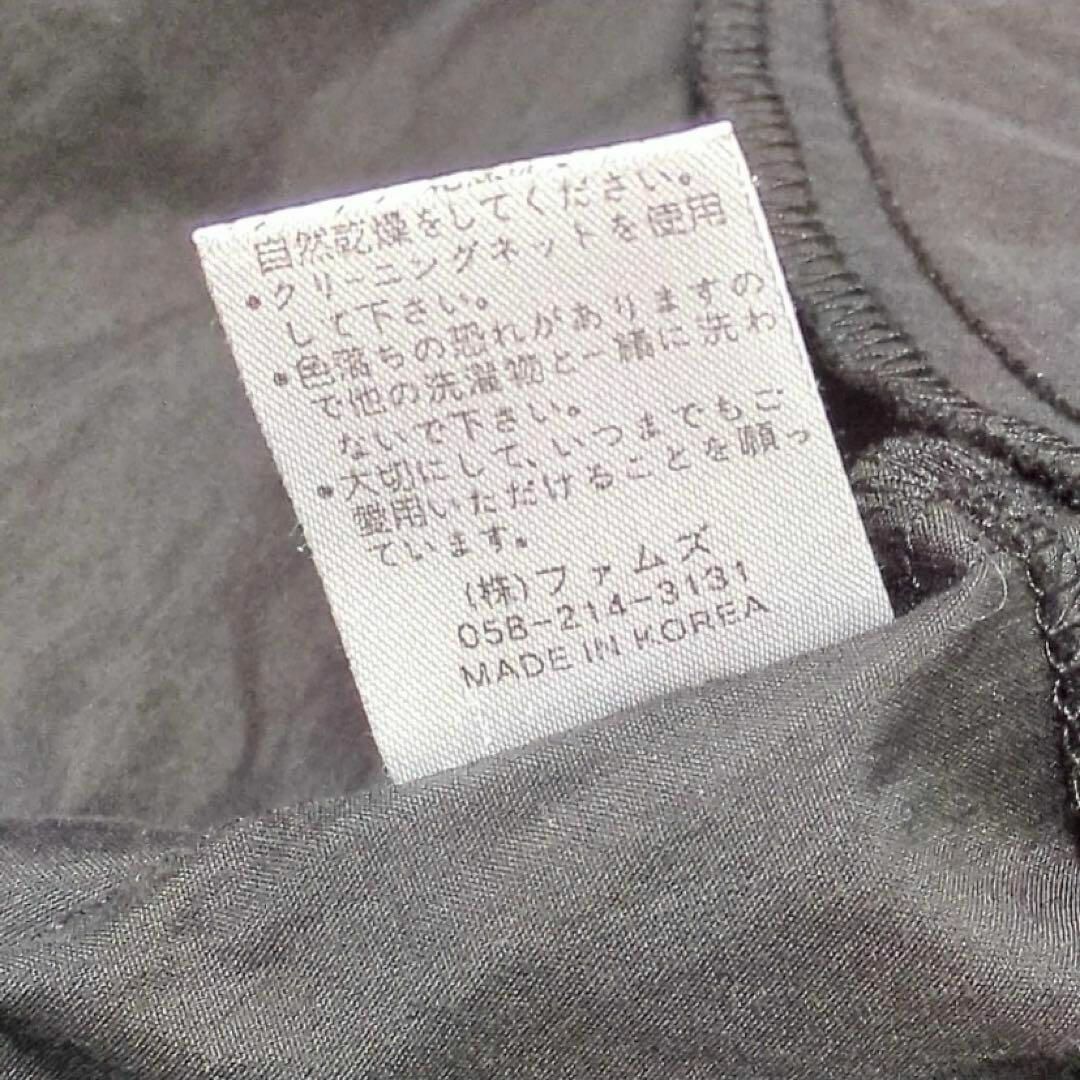 自然乾燥をしてください。
・クリーニングネットを使用
して下さい。
・色落ちの恐れがありますの
で他の洗濯物と一緒に洗わ
ないで下さい。
・大切にして、いつまでもご
愛用いただけることを願っ
ています。
(株)ファムズ
058-214-3131
MADE IN KOREA